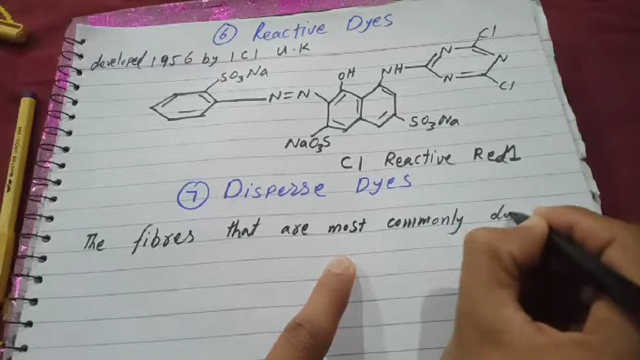 ⑥ Reactive Dyes
developed 1956 by ICI U.K
SO₃Na
OH
NH
Cl
N
N
N
Cl
N=N
SO₃Na
NaO₃S
CI Reactive Red1
⑦ Disperse Dyes
The fibres that are most commonly